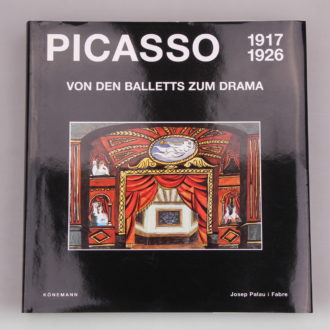 PICASSO 1917
1926
VON DEN BALLETTS ZUM DRAMA
KÖNEMANN Josep Palau i Fabre